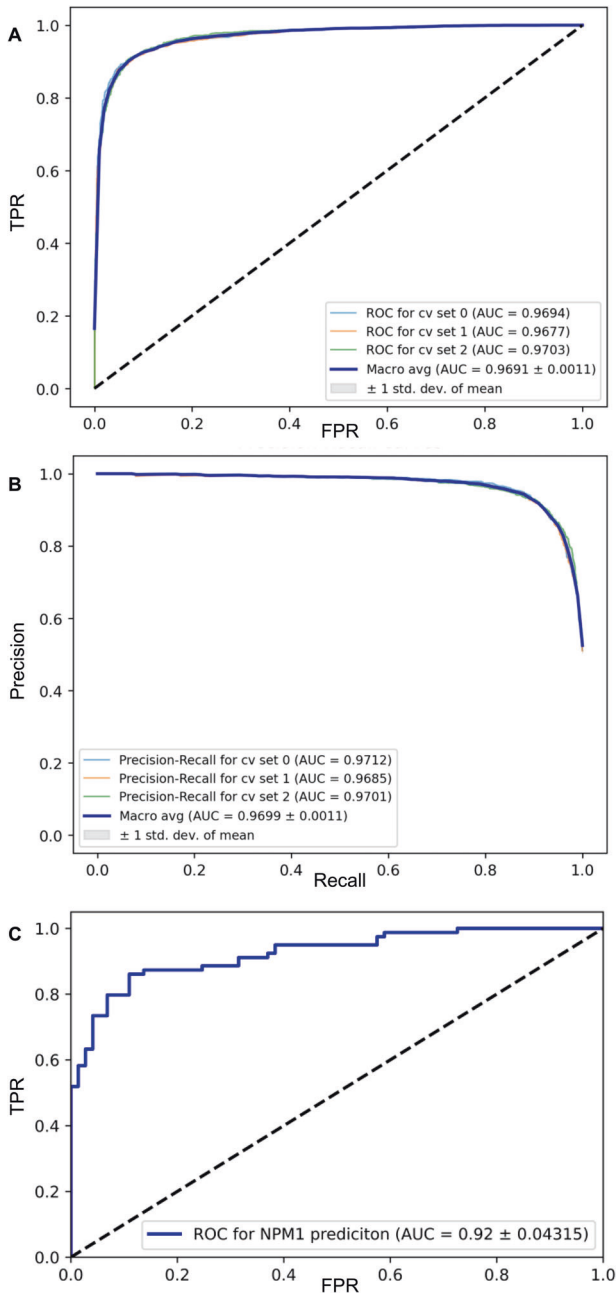 A
1.0
0.8
0.6
0.4
0.2
0.0
TPR
ROC for cv set 0 (AUC = 0.9694)
ROC for cv set 1 (AUC = 0.9677)
ROC for cv set 2 (AUC = 0.9703)
Macro avg (AUC = 0.9691 ± 0.0011)
± 1 std. dev. of mean
0.0 0.2 0.4 0.6 0.8 1.0
FPR
B
1.0
0.8
0.6
0.4
0.2
0.0
Precision
Precision-Recall for cv set 0 (AUC = 0.9712)
Precision-Recall for cv set 1 (AUC = 0.9685)
Precision-Recall for cv set 2 (AUC = 0.9701)
Macro avg (AUC = 0.9699 ± 0.0011)
± 1 std. dev. of mean
0.0 0.2 0.4 0.6 0.8 1.0
Recall
C
1.0
0.8
0.6
0.4
0.2
0.0
TPR
ROC for NPM1 prediciton (AUC = 0.92 ± 0.04315)
0.0 0.2 0.4 0.6 0.8 1.0
FPR